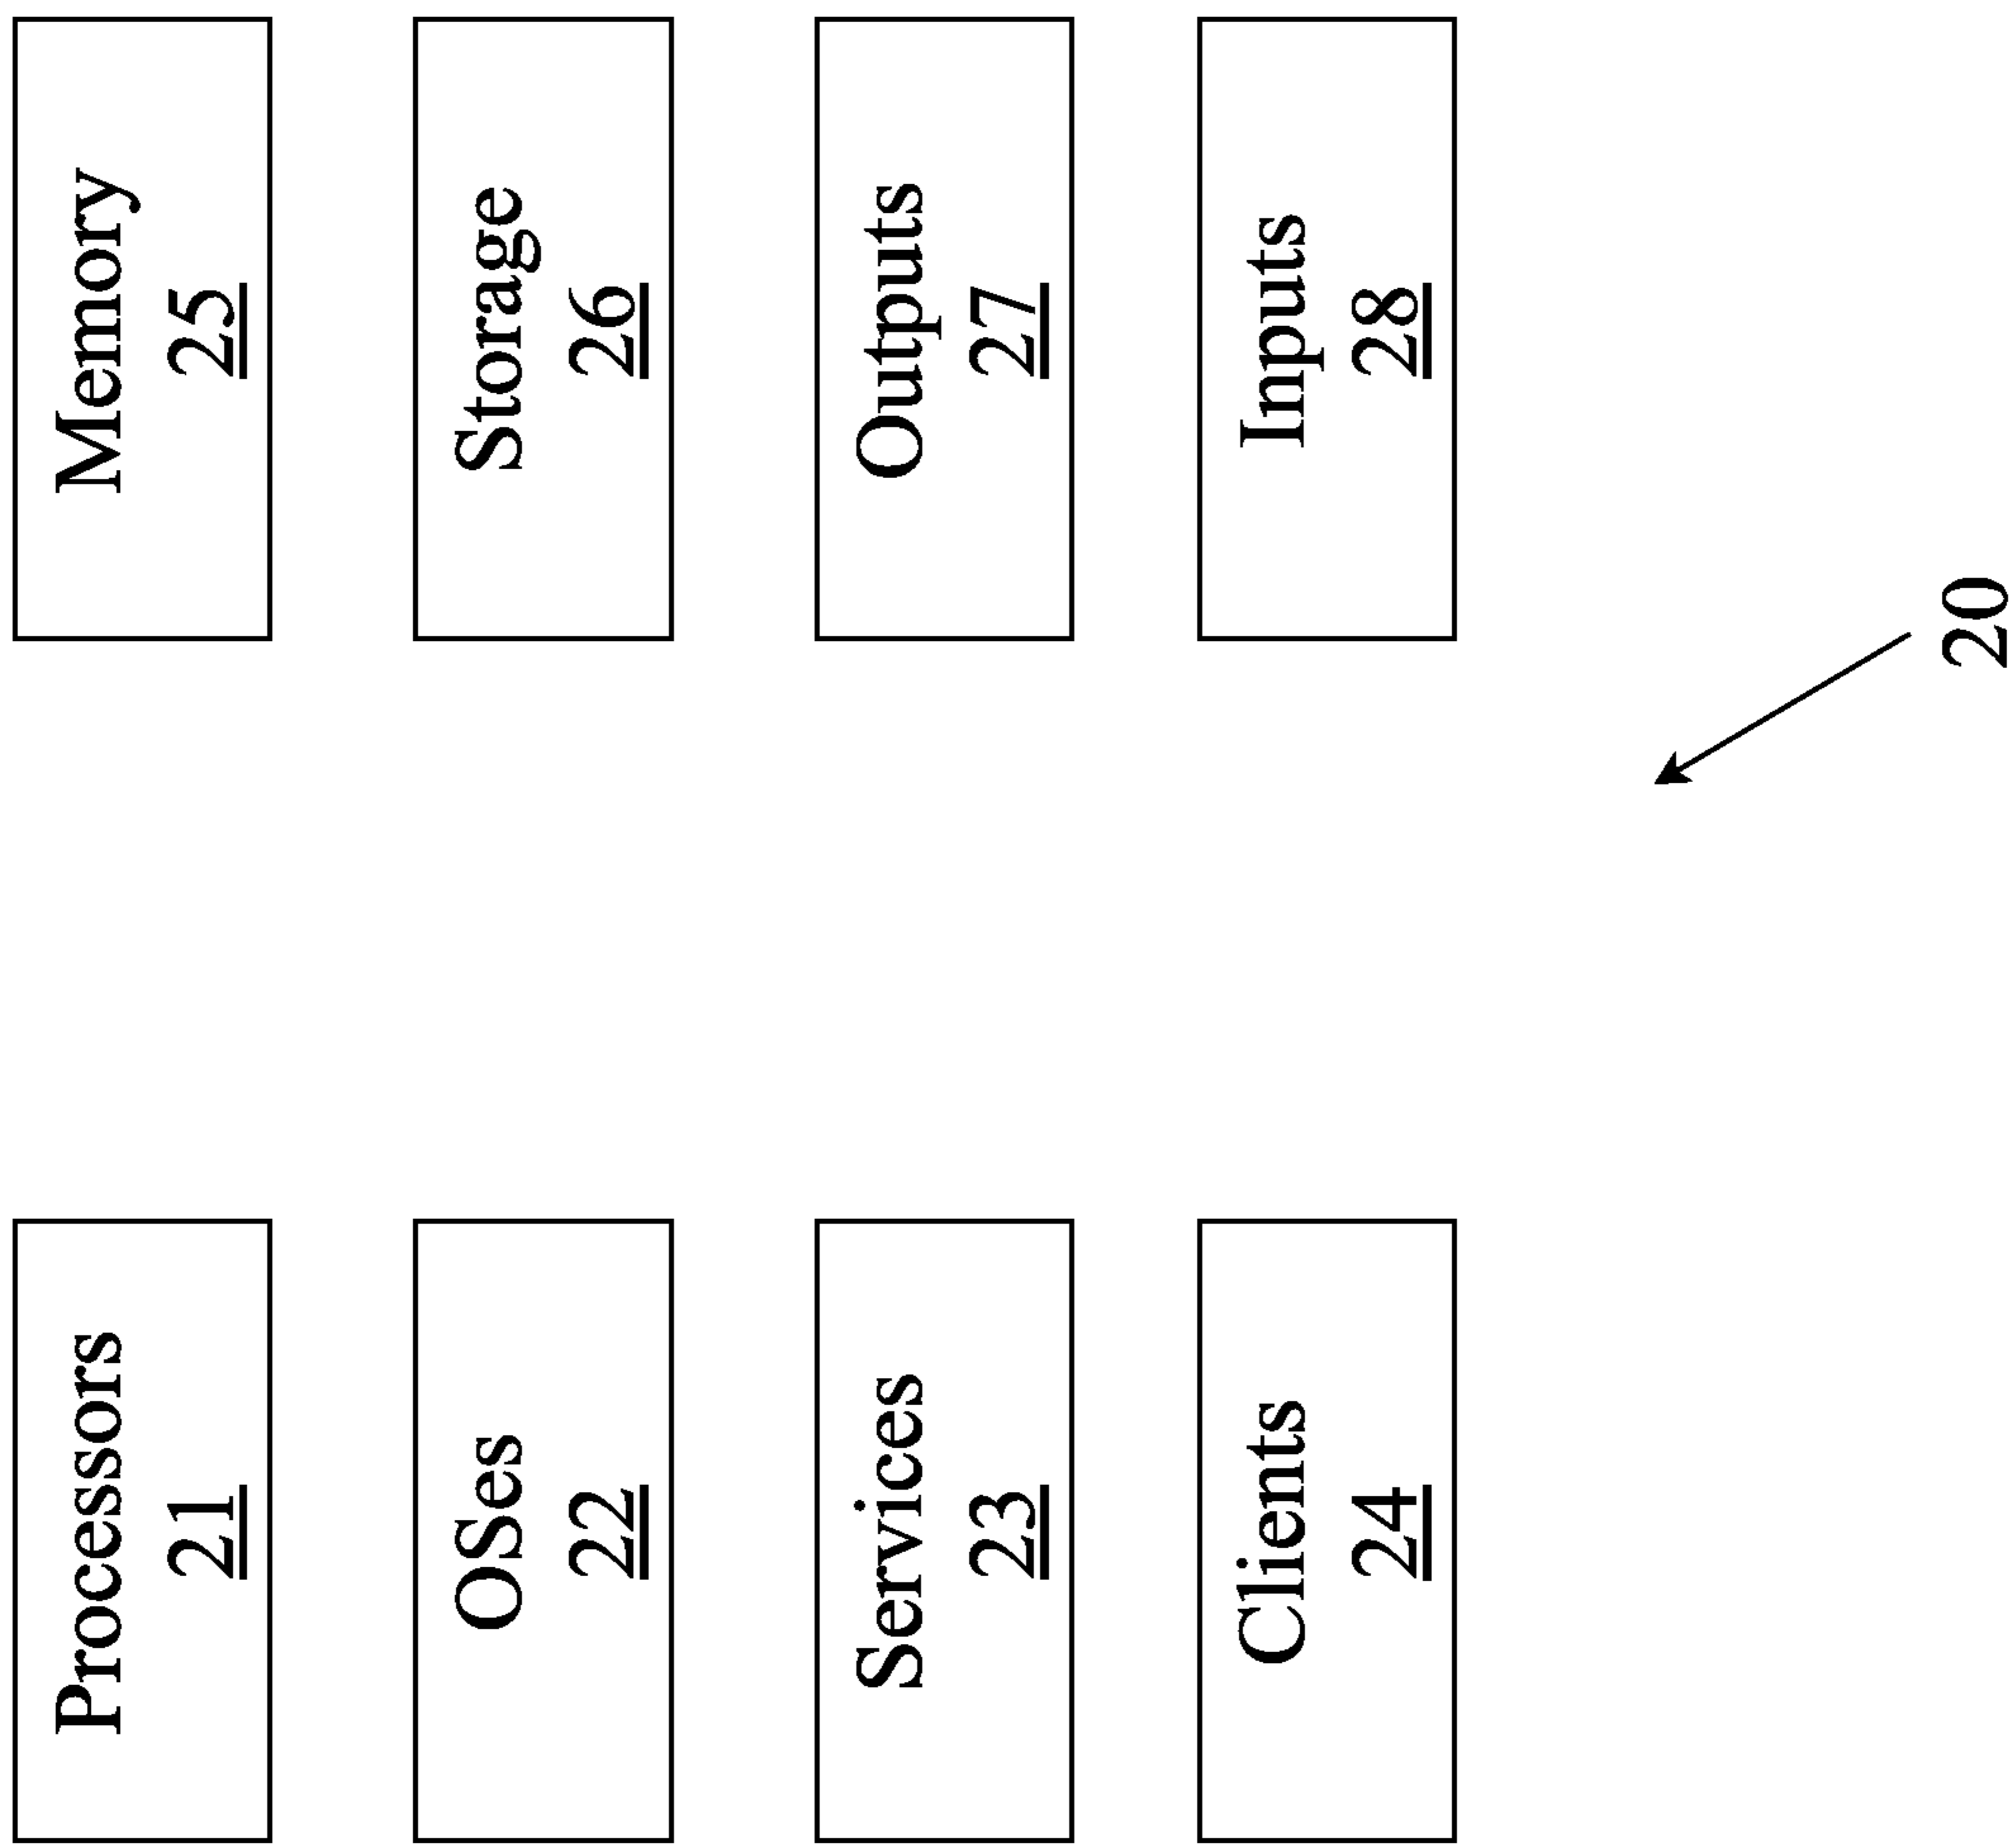 Processors
21
Memory
25
OSes
22
Storage
26
Services
23
Outputs
27
Clients
24
Inputs
28
20